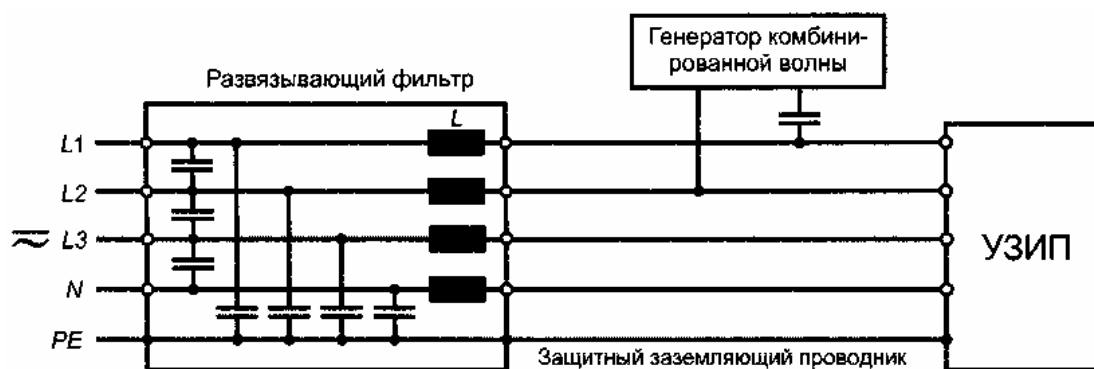 Генератор комбини-
рованной волны
Развязывающий фильтр
L
L1
L2
L3
N
PE
УЗИП
Защитный заземляющий проводник